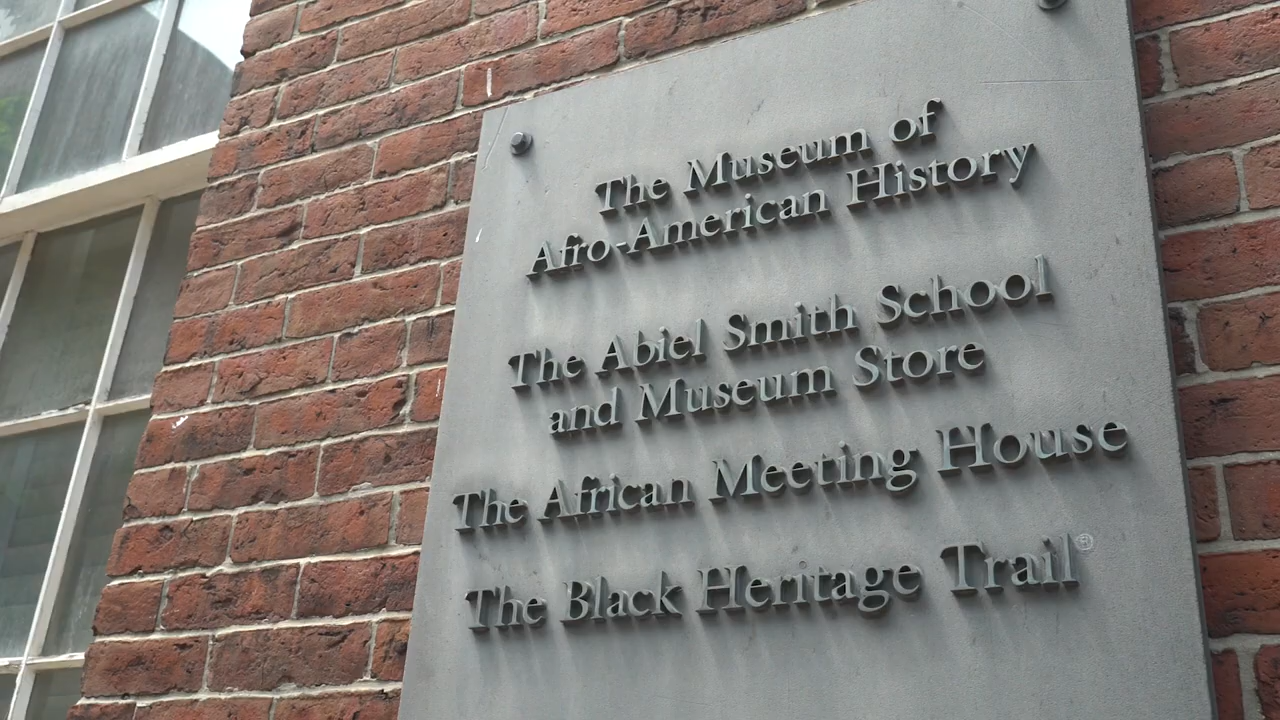 The Museum of
Afro-American History
The Abiel Smith School
and Museum Store
The African Meeting House
The Black Heritage Trail®